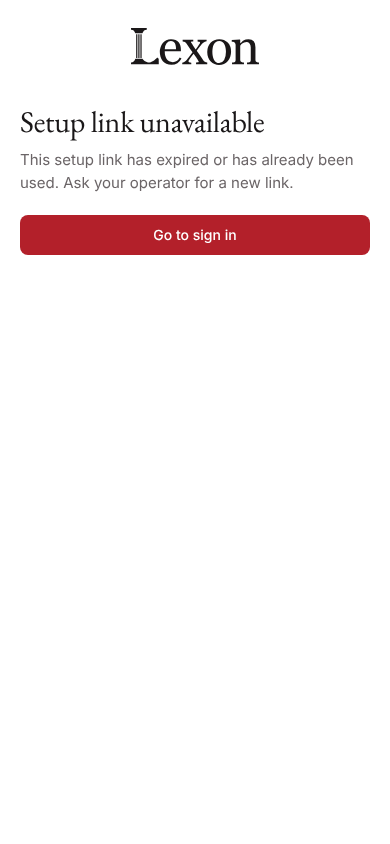 Lexon
Setup link unavailable
This setup link has expired or has already been
used. Ask your operator for a new link.
Go to sign in